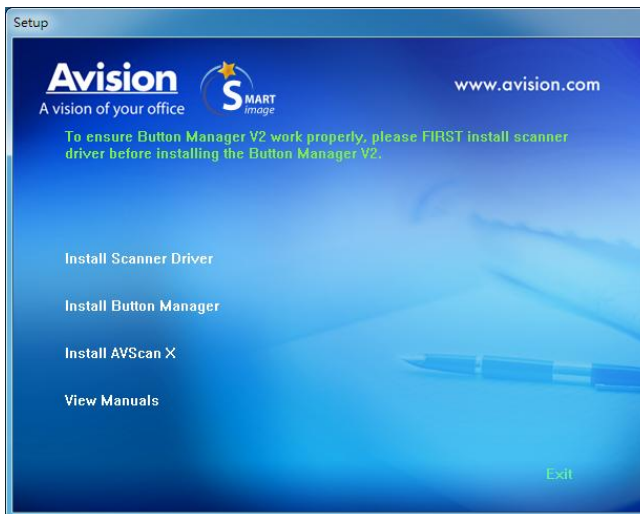 Setup
Avision
A vision of your office
SMART
image
www.avision.com
To ensure Button Manager V2 work properly, please FIRST install scanner
driver before installing the Button Manager V2.
Install Scanner Driver
Install Button Manager
Install AVScan X
View Manuals
Exit